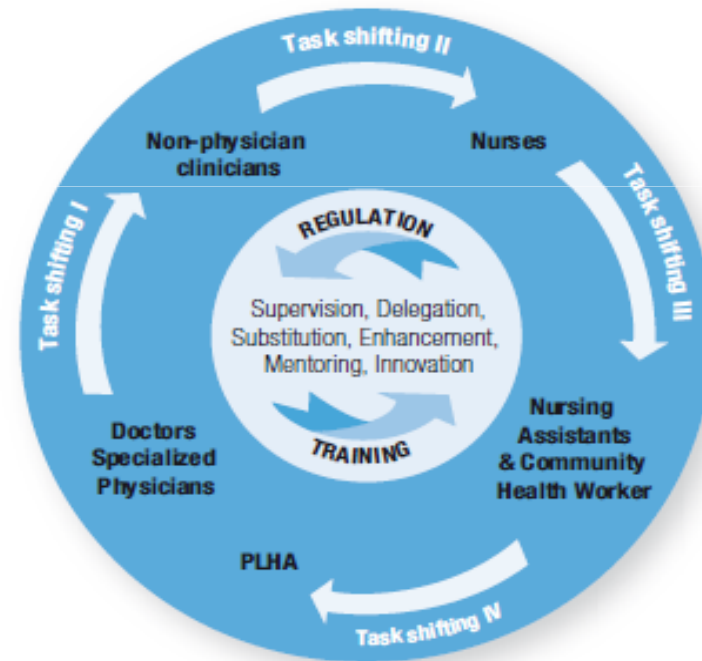 Task shifting II
Non-physician
clinicians
Nurses
Task shifting I
REGULATION
Task shifting III
Supervision, Delegation,
Substitution, Enhancement,
Mentoring, Innovation
TRAINING
Doctors
Specialized
Physicians
Nursing
Assistants
& Community
Health Worker
PLHA
Task shifting IV